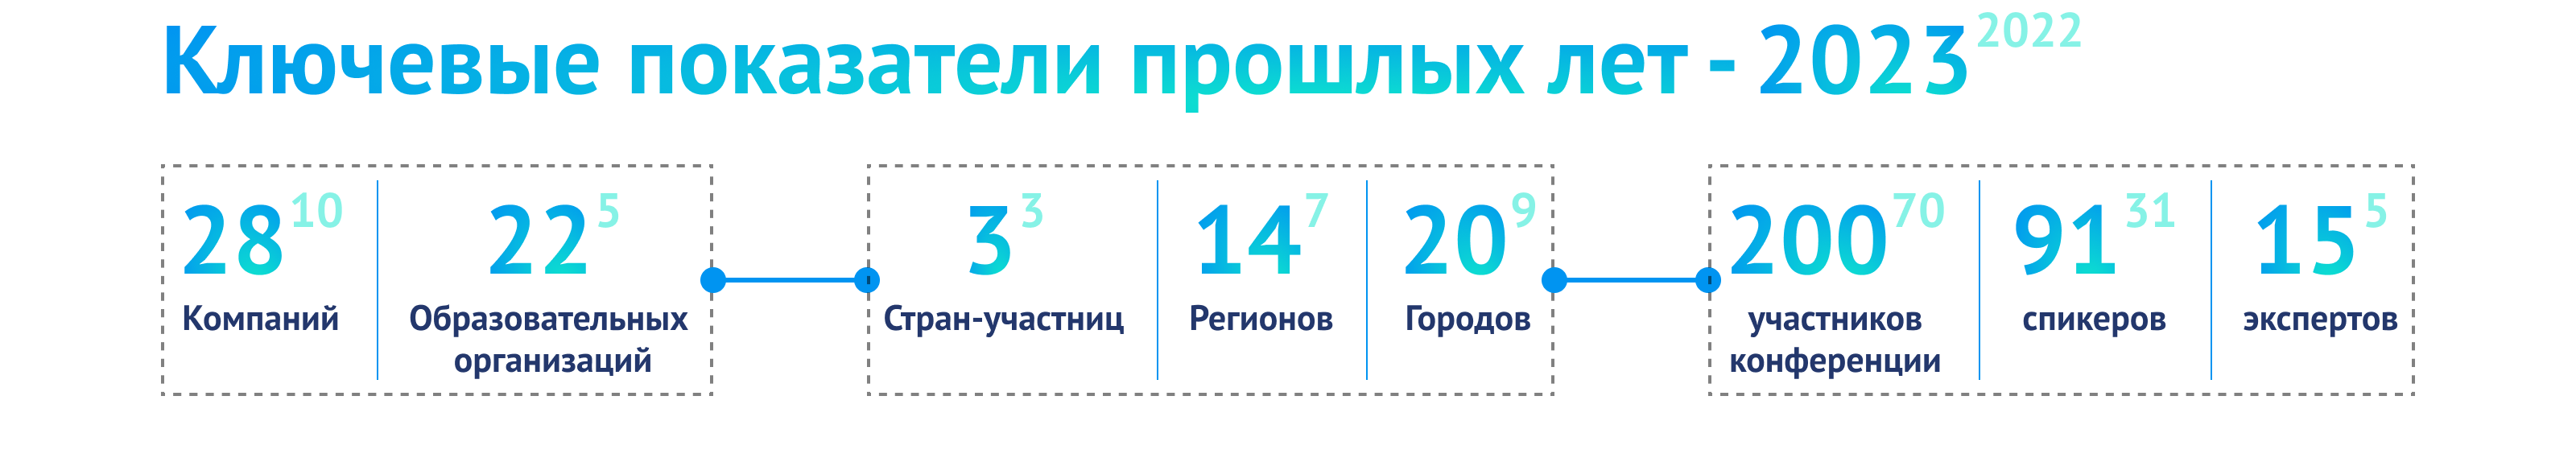 Ключевые показатели прошлых лет - 2023 2022
28 10
Компаний
22 5
Образовательных
организаций
3 3
Стран-участниц
14 7
Регионов
20 9
Городов
200 70
участников
конференции
91 31
спикеров
15 5
экспертов